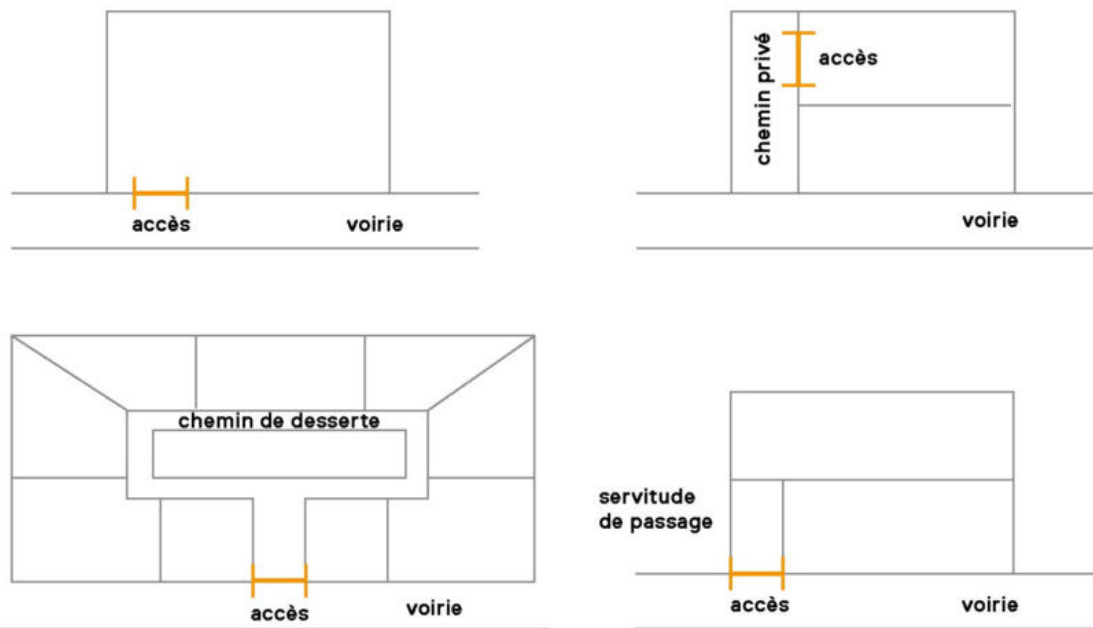 accès
voirie
chemin privé
accès
voirie
chemin de desserte
accès
voirie
servitude
de passage
accès
voirie